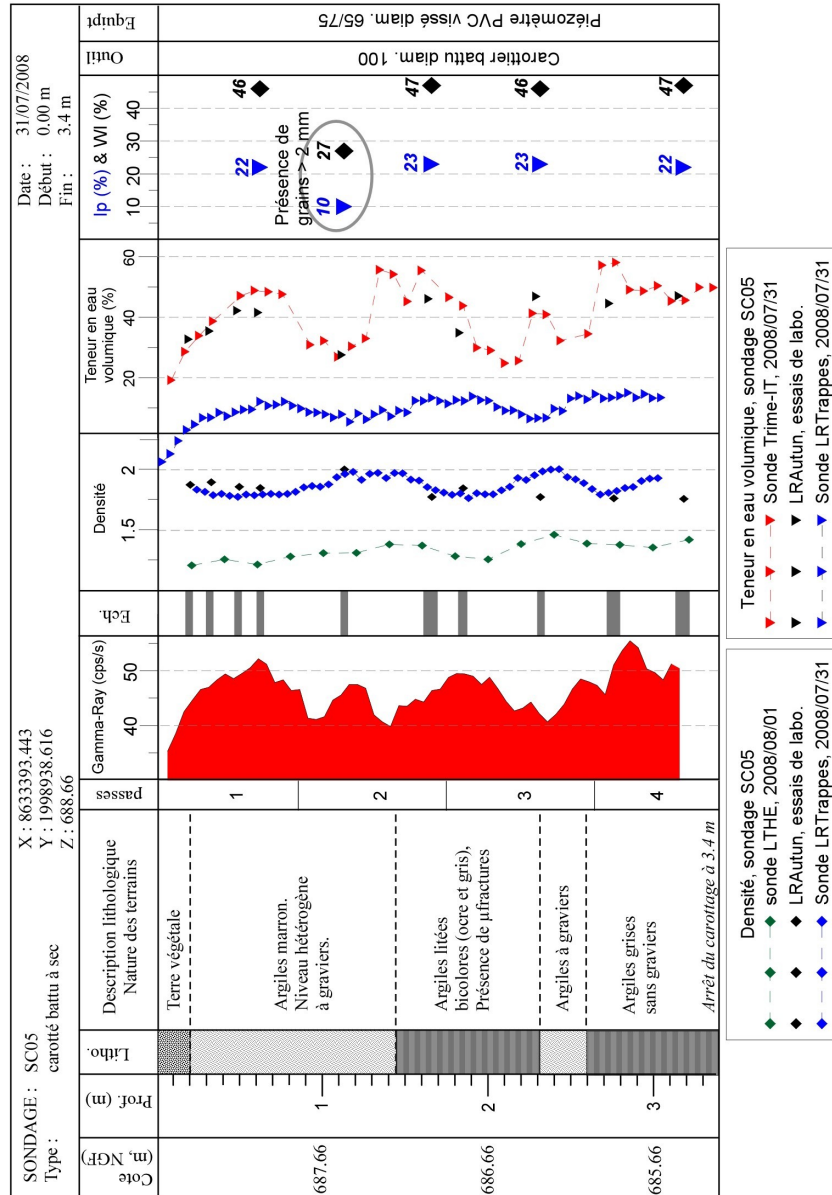 SONDAGE : SC05
Type : carotté battu à sec
X : 8633393.443
Y : 1998938.616
Z : 688.66
Date : 31/07/2008
Début : 0.00 m
Fin : 3.4 m
Cote
(m, NGF)
Prof. (m)
Litho.
Description lithologique
Nature des terrains
passes
Gamma-Ray (cps/s)
Ech.
Densité
Teneur en eau
volumique (%)
Ip (%) & Wl (%)
Outil
Equipt
40
50
1.5
2
20
40
60
10
20
30
40
687.66
686.66
685.66
1
2
3
Terre végétale
Argiles marron.
Niveau hétérogène
à graviers.
Argiles litées
bicolores (ocre et gris),
Présence de µfractures
Argiles à graviers
Argiles grises
sans graviers
Arrêt du carottage à 3.4 m
1
2
3
4
22
46
Présence de
grains > 2 mm
10
27
23
47
23
46
22
47
Carottier battu diam. 100
Piézomètre PVC vissé diam. 65/75
Densité, sondage SC05
sonde LTHE, 2008/08/01
LRAutun, essais de labo.
Sonde LRTrappes, 2008/07/31
Teneur en eau volumique, sondage SC05
Sonde Trime-IT, 2008/07/31
LRAutun, essais de labo.
Sonde LRTrappes, 2008/07/31